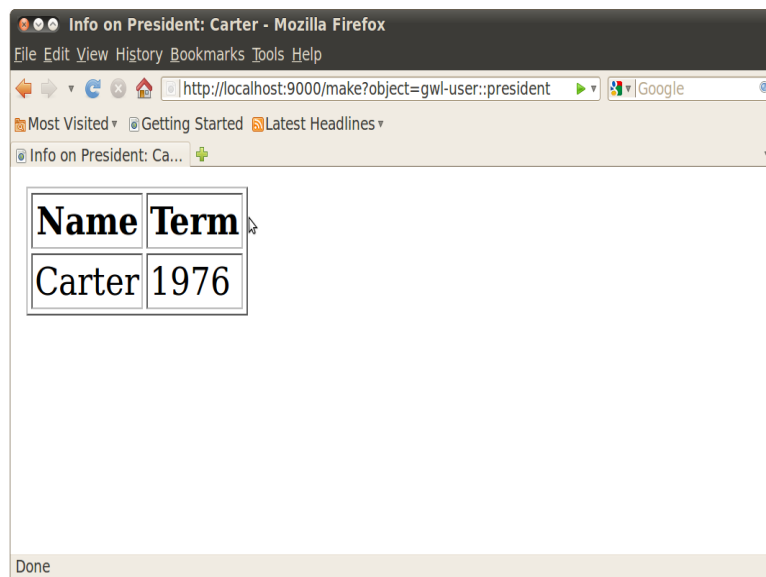 Info on President: Carter - Mozilla Firefox
File Edit View History Bookmarks Tools Help
http://localhost:9000/make?object=gwl-user::president Google
Most Visited Getting Started Latest Headlines
Info on President: Ca...
Name Term
Carter 1976
Done